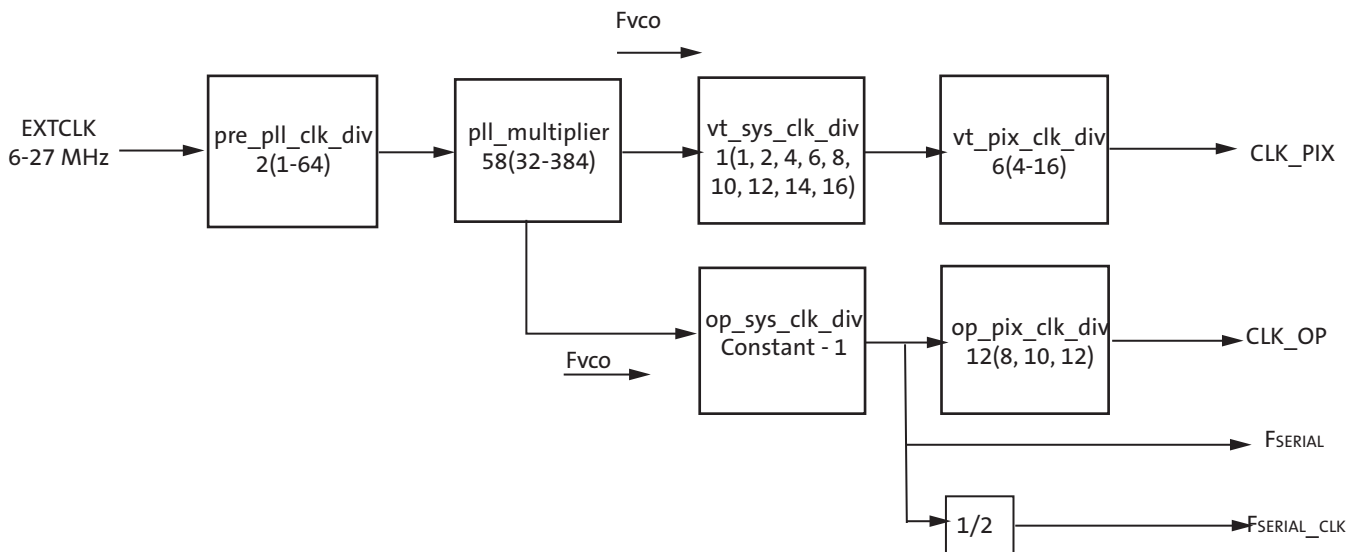 Fvco
EXTCLK
6-27 MHz
pre_pll_clk_div
2(1-64)
pll_multiplier
58(32-384)
vt_sys_clk_div
1(1, 2, 4, 6, 8,
10, 12, 14, 16)
vt_pix_clk_div
6(4-16)
CLK_PIX
Fvco
op_sys_clk_div
Constant - 1
op_pix_clk_div
12(8, 10, 12)
CLK_OP
FSERIAL
1/2
FSERIAL_CLK